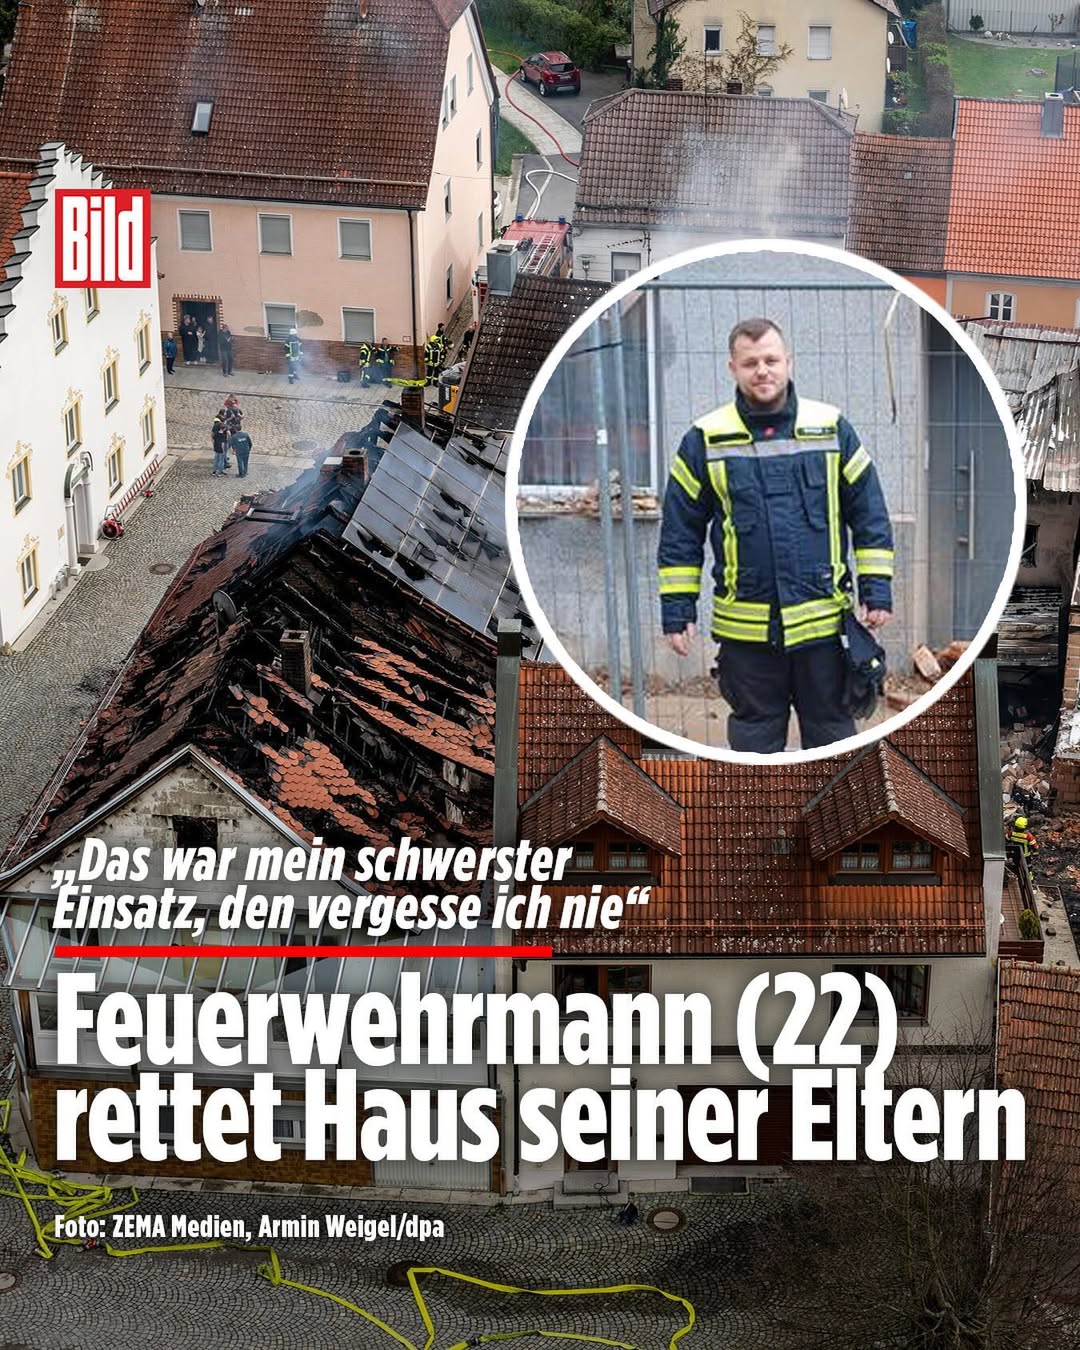 Bild
„Das war mein schwerster
Einsatz, den vergesse ich nie“
Feuerwehrmann (22)
rettet Haus seiner Eltern
Foto: ZEMA Medien, Armin Weigel/dpa